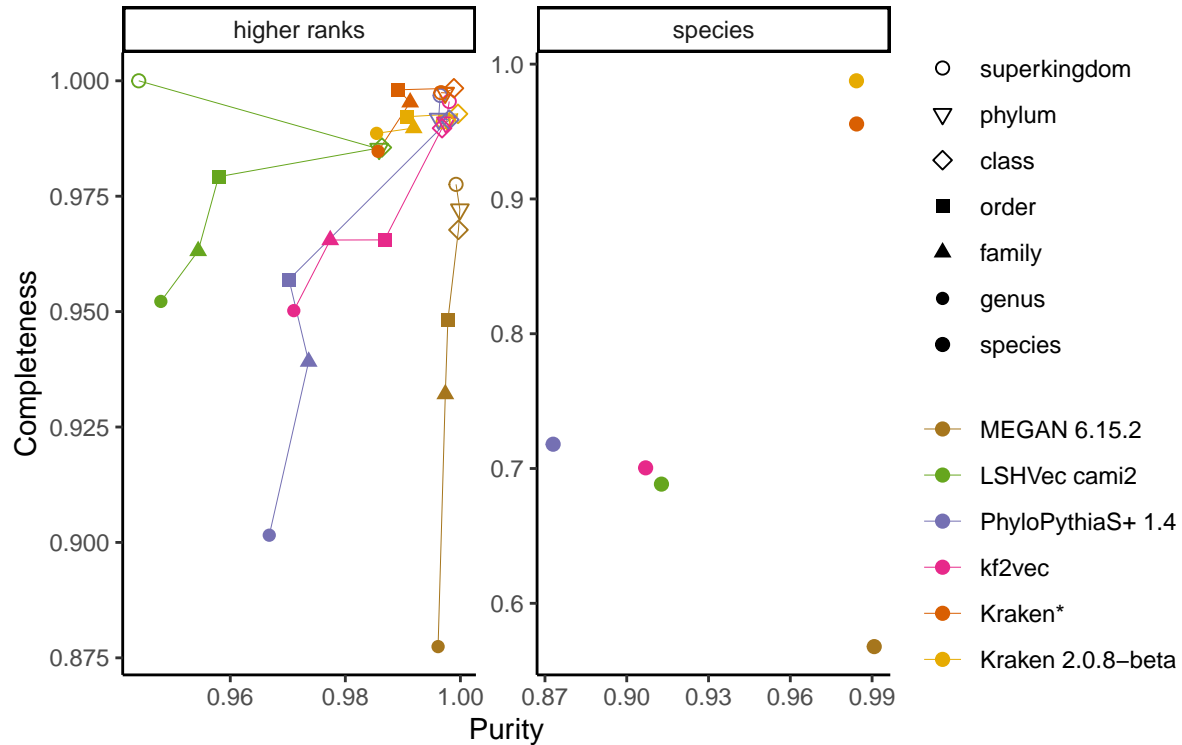 higher ranks
species
Completeness
1.000
0.975
0.950
0.925
0.900
0.875
0.96
0.98
1.00
1.0
0.9
0.8
0.7
0.6
0.87
0.90
0.93
0.96
0.99
Purity
superkingdom
phylum
class
order
family
genus
species
MEGAN 6.15.2
LSHVec cami2
PhyloPythiaS+ 1.4
kf2vec
Kraken*
Kraken 2.0.8−beta